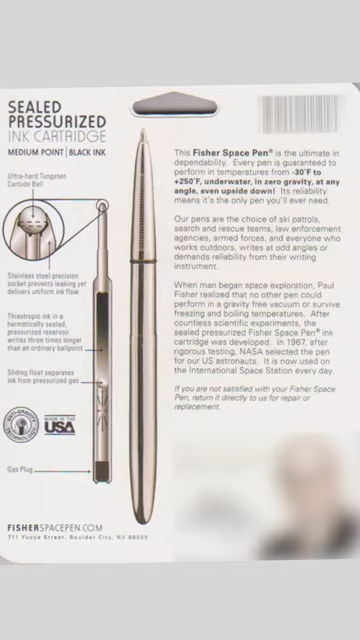 SEALED
PRESSURIZED
INK CARTRIDGE
MEDIUM POINT | BLACK INK
Ultra-hard Tungsten
Carbide Ball
Stainless steel precision
socket prevents leaking yet
delivers uniform ink flow
Thixotropic ink in a
hermetically sealed,
pressurized reservoir
writes three times longer
than an ordinary ballpoint
Sliding float separates
ink from pressurized gas
ANTI-GRAVITY
TECHNOLOGY
MADE IN THE
USA
Gas Plug
FISHERSPACEPEN.COM
711 Yucca Street, Boulder City, NV 89005
This Fisher Space Pen® is the ultimate in
dependability. Every pen is guaranteed to
perform in temperatures from -30˚F to
+250˚F, underwater, in zero gravity, at any
angle, even upside down! Its reliability
means it's the only pen you'll ever need.
Our pens are the choice of ski patrols,
search and rescue teams, law enforcement
agencies, armed forces, and everyone who
works outdoors, writes at odd angles or
demands reliability from their writing
instrument.
When man began space exploration, Paul
Fisher realized that no other pen could
perform in a gravity free vacuum or survive
freezing and boiling temperatures. After
countless scientific experiments, the
sealed pressurized Fisher Space Pen® ink
cartridge was developed. In 1967, after
rigorous testing, NASA selected the pen
for our US astronauts. It is now used on
the International Space Station every day.
If you are not satisfied with your Fisher Space
Pen, return it directly to us for repair or
replacement.